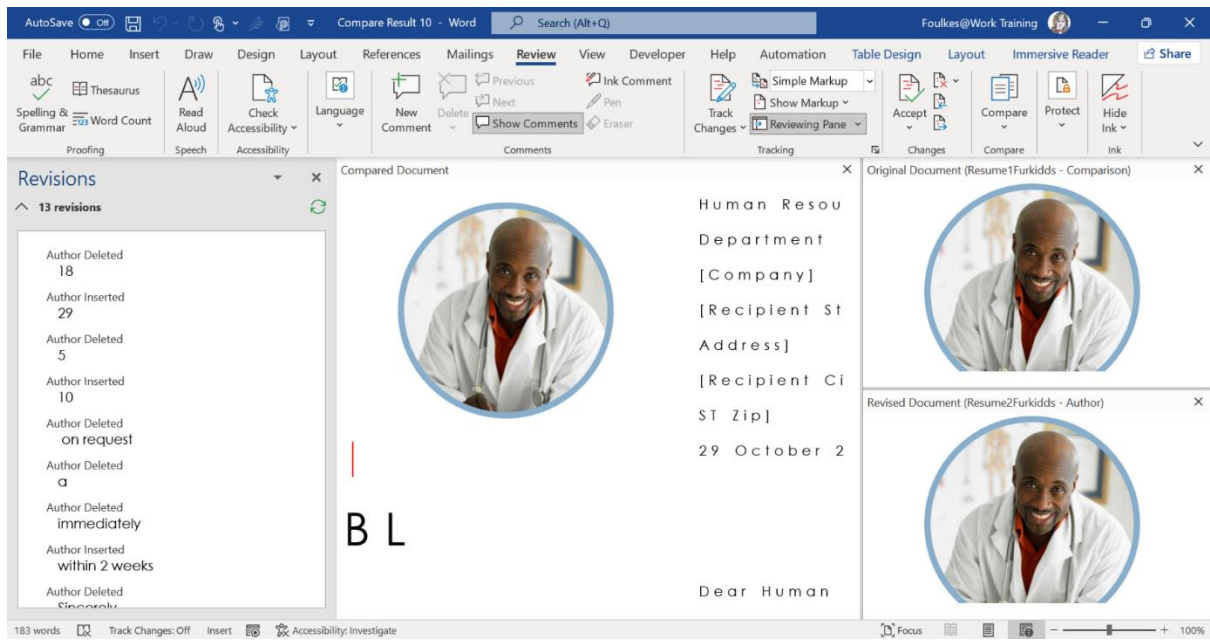 AutoSave Off Compare Result 10 - Word Search (Alt+Q) Foulkes@Work Training
File Home Insert Draw Design Layout References Mailings Review View Developer Help Automation Table Design Layout Immersive Reader Share
abc
Spelling &
Grammar
Thesaurus
Word Count
Proofing
Read
Aloud
Speech
Check
Accessibility
Accessibility
Language
New
Comment
Delete
Previous
Next
Show Comments
Ink Comment
Pen
Eraser
Comments
Track
Changes
Simple Markup
Show Markup
Reviewing Pane
Tracking
Accept
Changes
Compare
Compare
Protect
Hide
Ink
Ink
Revisions
13 revisions
Author Deleted
18
Author Inserted
29
Author Deleted
5
Author Inserted
10
Author Deleted
on request
Author Deleted
a
Author Deleted
immediately
Author Inserted
within 2 weeks
Author Deleted
Sincerely
Compared Document
Human Resou
Department
[Company]
[Recipient St
Address]
[Recipient Ci
ST Zip]
29 October 2
B L
Dear Human
Original Document (Resume1Furkidds - Comparison)
Revised Document (Resume2Furkidds - Author)
183 words Track Changes: Off Insert Accessibility: Investigate Focus 100%